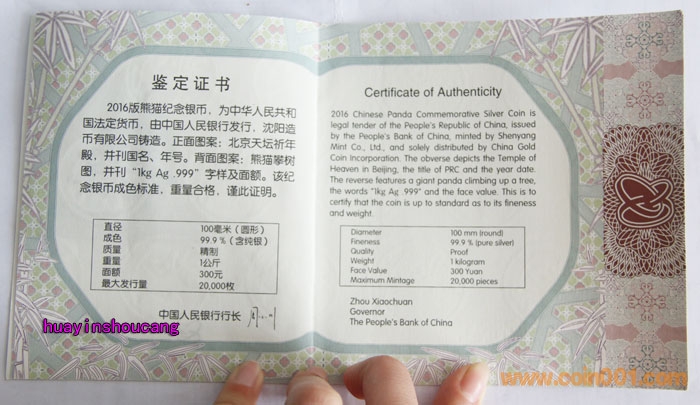 鉴定证书
2016版熊猫纪念银币，为中华人民共和
国法定货币，由中国人民银行发行，沈阳造
币有限公司铸造。正面图案：北京天坛祈年
殿，并刊国名、年号。背面图案：熊猫攀树
图，并刊“1kg Ag .999”字样及面额。该纪
念银币成色标准，重量合格，谨此证明。
直径 100毫米（圆形）
成色 99.9％（含纯银）
质量 精制
重量 1公斤
面额 300元
最大发行量 20,000枚
中国人民银行行长
huayinshoucang
Certificate of Authenticity
2016 Chinese Panda Commemorative Silver Coin is
legal tender of the People's Republic of China, issued
by the People's Bank of China, minted by Shenyang
Mint Co., Ltd., and solely distributed by China Gold
Coin Incorporation. The obverse depicts the Temple of
Heaven in Beijing, the title of PRC and the year date.
The reverse features a giant panda climbing up a tree,
the words "1kg Ag .999" and the face value. This is to
certify that the coin is up to standard as to its fineness
and weight.
Diameter 100 mm (round)
Fineness 99.9 % (pure silver)
Quality Proof
Weight 1 kilogram
Face Value 300 Yuan
Maximum Mintage 20,000 pieces
Zhou Xiaochuan
Governor
The People's Bank of China
www.coin001.com